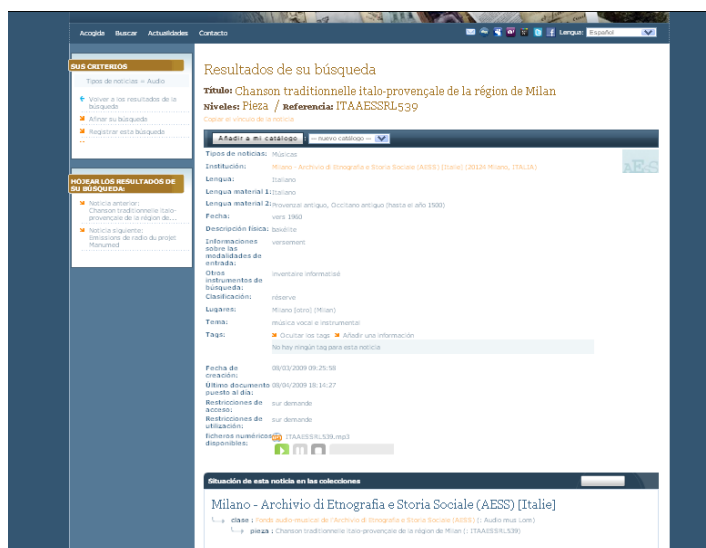 Acogida Buscar Actualidades Contacto Lengua: Español
SUS CRITERIOS
Tipos de noticias = Audio
Volver a los resultados de la
búsqueda
Afinar su búsqueda
Registrar esta búsqueda
HOJEAR LOS RESULTADOS DE
SU BÚSQUEDA:
Noticia anterior:
Chanson traditionnelle italo-
provençale de la región de...
Noticia siguiente:
Emissions de radio du projet
Manumed
Resultados de su búsqueda
Título: Chanson traditionnelle italo-provençale de la région de Milan
Niveles: Pieza / Referencia: ITAAESSRL539
Copiar el vínculo de la noticia
Añadir a mi catálogo : -- nuevo catálogo --
Tipos de noticias: Músicas
Institución: Milano - Archivio di Etnografia e Storia Sociale (AESS) [Italie] (20124 Milano, ITALIA)
AEs
Lengua: Italiano
Lengua material 1: Italiano
Lengua material 2: Provenzal antiguo, Occitano antiguo (hasta el año 1500)
Fecha: vers 1960
Descripción física: boxélite
Informaciones
sobre las
modalidades de
entrada: versement
Otros
instrumentos de
búsqueda: inventaire informatisé
Clasificación: réserve
Lugares: Milano [otro] (Milan)
Tema: música vocal e instrumental
Tags: Ocultar los tags Añadir una información
No hay ningún tag para esta noticia
Fecha de
creación: 08/03/2009 09:25:58
Último documento
puesto al día: 08/04/2009 18:14:27
Restricciones de
acceso: sur demande
Restricciones de
utilización: sur demande
ficheros numéricos
disponibles: ITAAESSRL539.mp3
Situación de esta noticia en las colecciones
Milano - Archivio di Etnografia e Storia Sociale (AESS) [Italie]
clase : Fonds audio-musical de l'Archivio di Etnografia e Storia Sociale (AESS) (: Audio mus Lom)
pieza : Chanson traditionnelle italo-provençale de la région de Milan (: ITAAESSRL539)